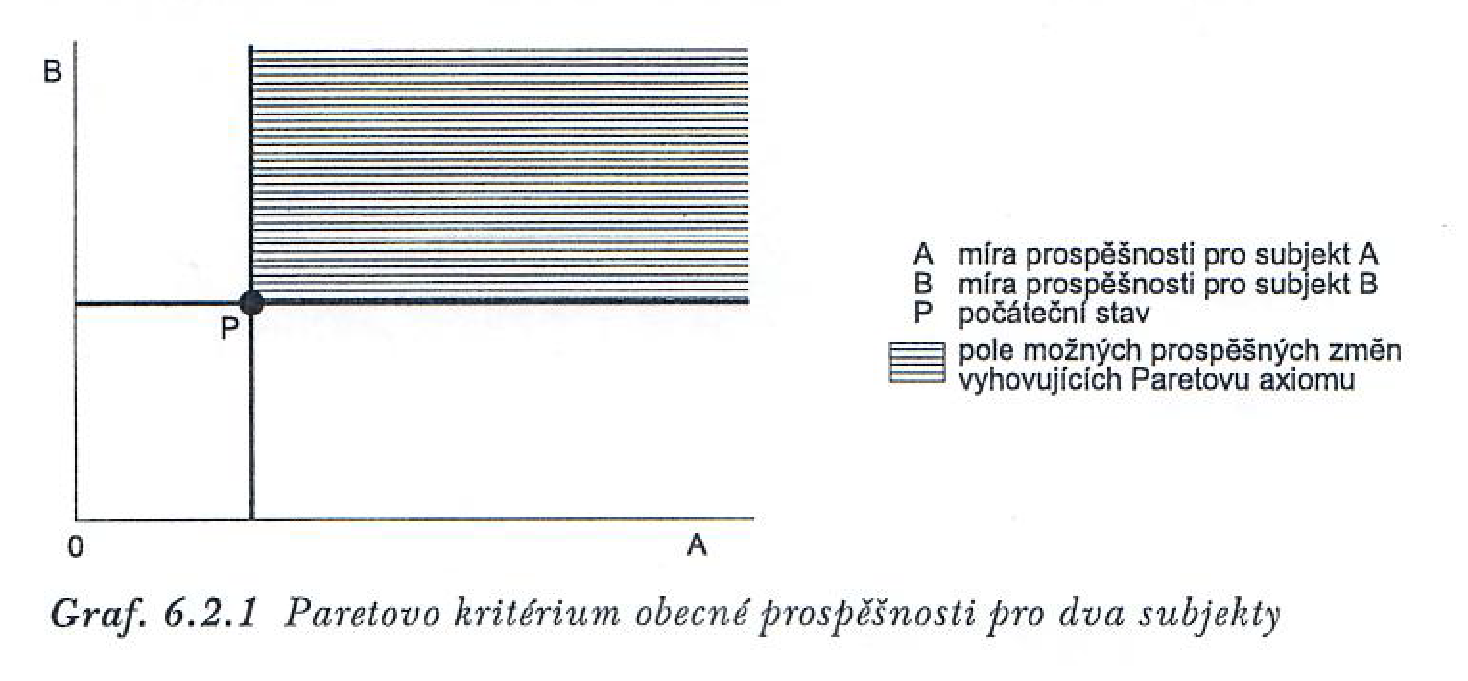 B
P
0
A
A míra prospěšnosti pro subjekt A
B míra prospěšnosti pro subjekt B
P počáteční stav
pole možných prospěšných změn
vyhovujících Paretovu axiomu
Graf. 6.2.1 Paretovo kritérium obecné prospěšnosti pro dva subjekty